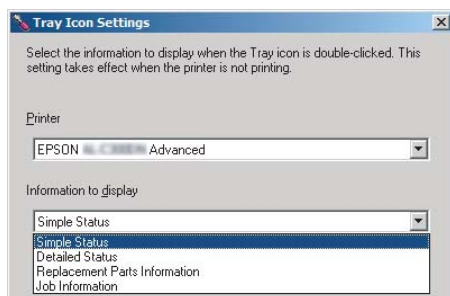 Tray Icon Settings
Select the information to display when the Tray icon is double-clicked. This
setting takes effect when the printer is not printing.
Printer
EPSON Advanced
Information to display
Simple Status
Simple Status
Detailed Status
Replacement Parts Information
Job Information